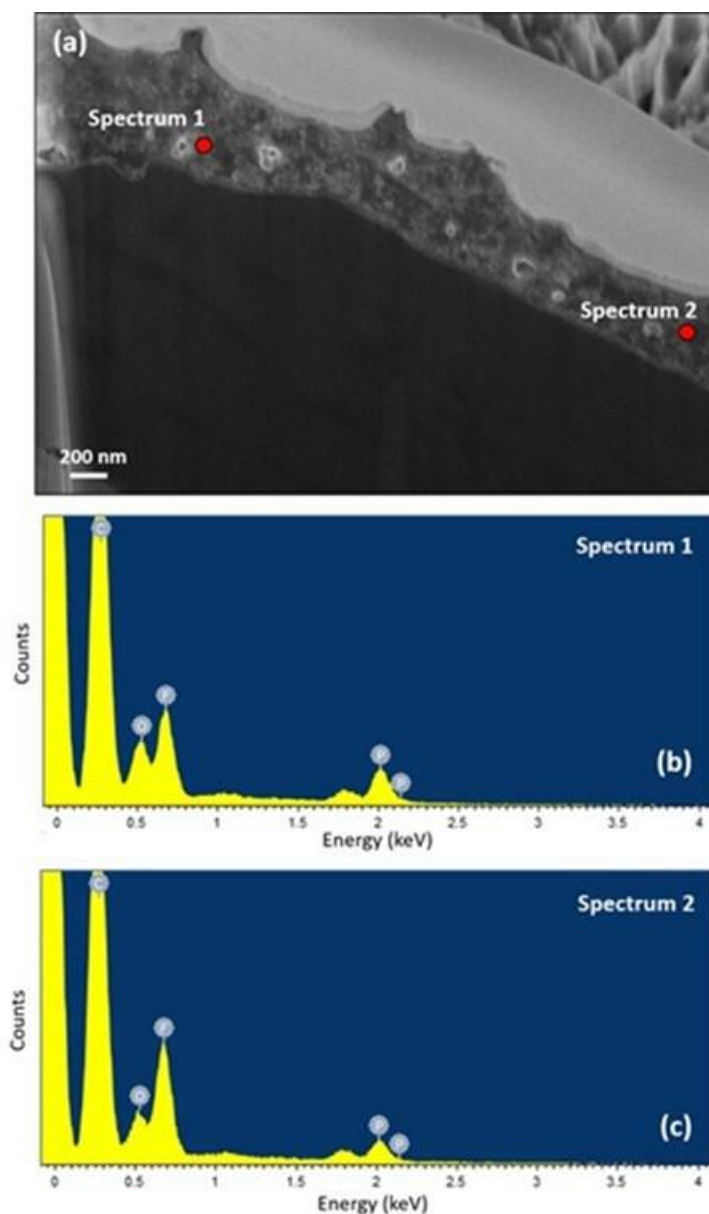 (a)
Spectrum 1
Spectrum 2
200 nm
C
Spectrum 1
F
O
P
P
(b)
Counts
0 0.5 1 1.5 2 2.5 3 3.5 4
Energy (keV)
C
Spectrum 2
F
O
P
P
(c)
Counts
0 0.5 1 1.5 2 2.5 3 3.5 4
Energy (keV)